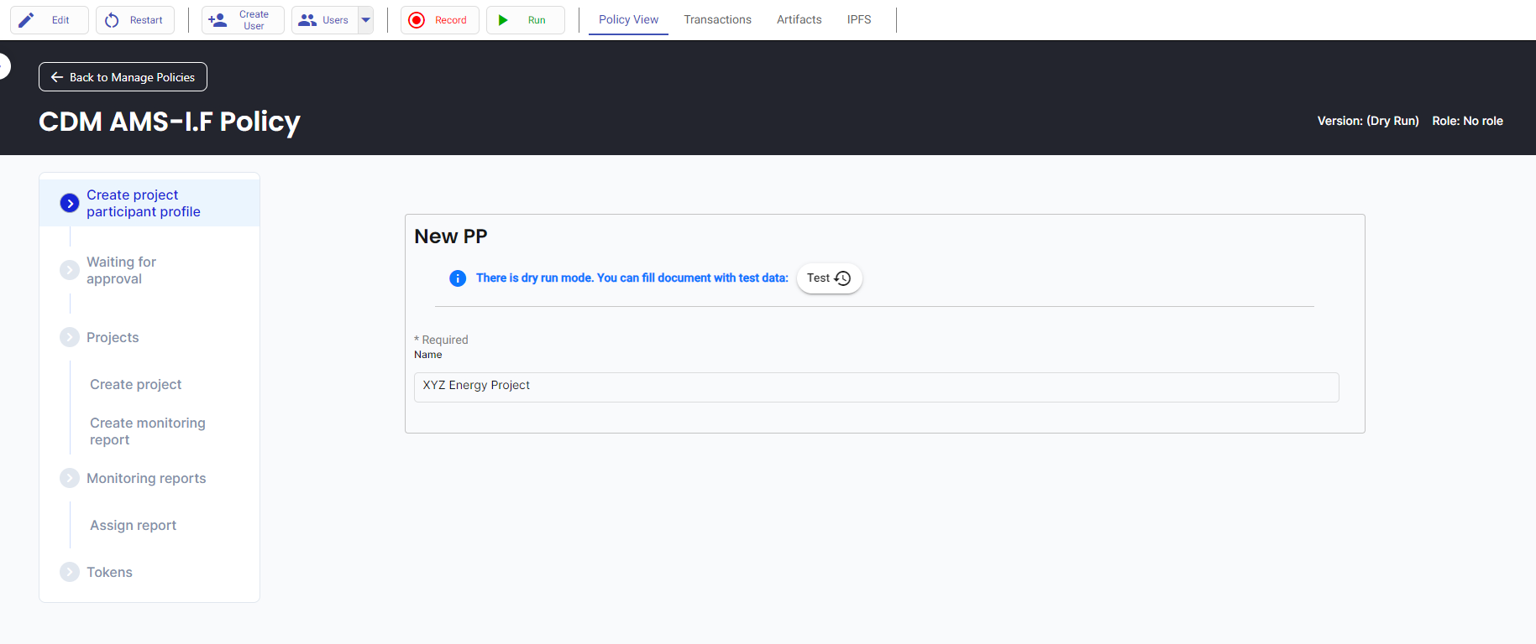 Edit
Restart
Create
User
Users
Record
Run
Policy View
Transactions
Artifacts
IPFS
Back to Manage Policies
CDM AMS-I.F Policy
Version: (Dry Run)
Role: No role
Create project
participant profile
Waiting for
approval
Projects
Create project
Create monitoring
report
Monitoring reports
Assign report
Tokens
New PP
There is dry run mode. You can fill document with test data:
Test
* Required
Name
XYZ Energy Project